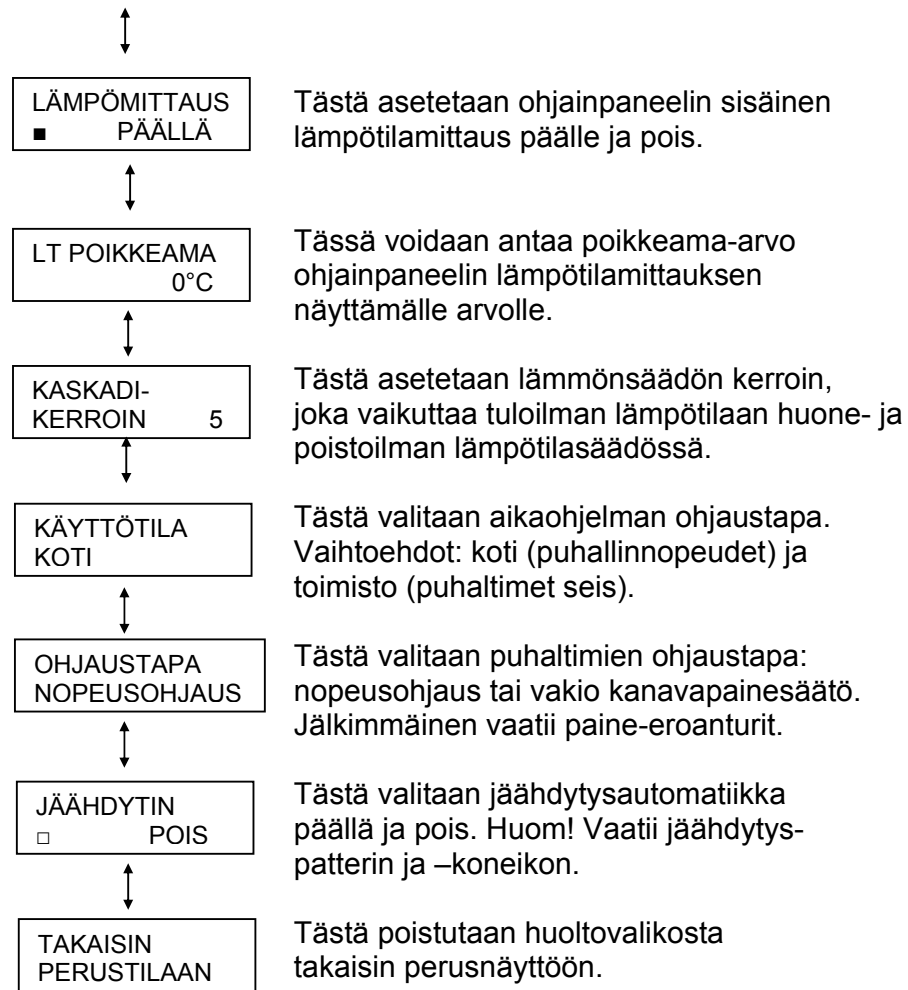 LÄMPÖMITTAUS
■ PÄÄLLÄ
Tästä asetetaan ohjainpaneelin sisäinen
lämpötilamittaus päälle ja pois.
LT POIKKEAMA
0°C
Tässä voidaan antaa poikkeama-arvo
ohjainpaneelin lämpötilamittauksen
näyttämälle arvolle.
KASKADI-
KERROIN 5
Tästä asetetaan lämmönsäädön kerroin,
joka vaikuttaa tuloilman lämpötilaan huone- ja
poistoilman lämpötilasäädössä.
KÄYTTÖTILA
KOTI
Tästä valitaan aikaohjelman ohjaustapa.
Vaihtoehdot: koti (puhallinnopeudet) ja
toimisto (puhaltimet seis).
OHJAUSTAPA
NOPEUSOHJAUS
Tästä valitaan puhaltimien ohjaustapa:
nopeusohjaus tai vakio kanavapainesäätö.
Jälkimmäinen vaatii paine-eroanturit.
JÄÄHDYTIN
□ POIS
Tästä valitaan jäähdytysautomatiikka
päällä ja pois. Huom! Vaatii jäähdytys-
patterin ja –koneikon.
TAKAISIN
PERUSTILAAN
Tästä poistutaan huoltovalikosta
takaisin perusnäyttöön.